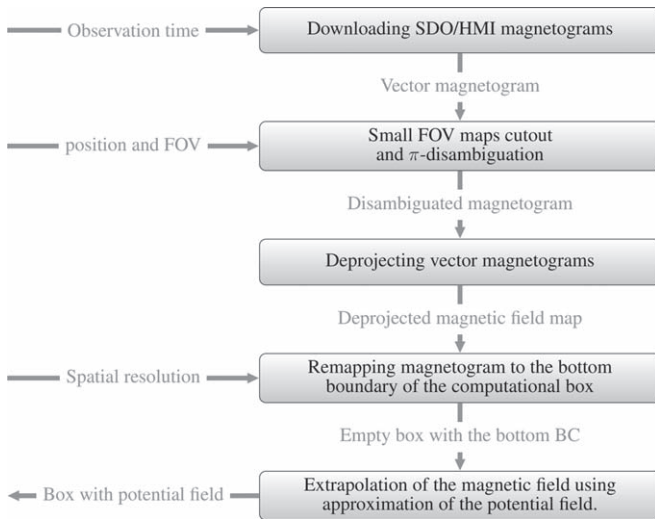 Observation time
Downloading SDO/HMI magnetograms
Vector magnetogram
position and FOV
Small FOV maps cutout
and π-disambiguation
Disambiguated magnetogram
Deprojecting vector magnetograms
Deprojected magnetic field map
Spatial resolution
Remapping magnetogram to the bottom
boundary of the computational box
Empty box with the bottom BC
Box with potential field
Extrapolation of the magnetic field using
approximation of the potential field.